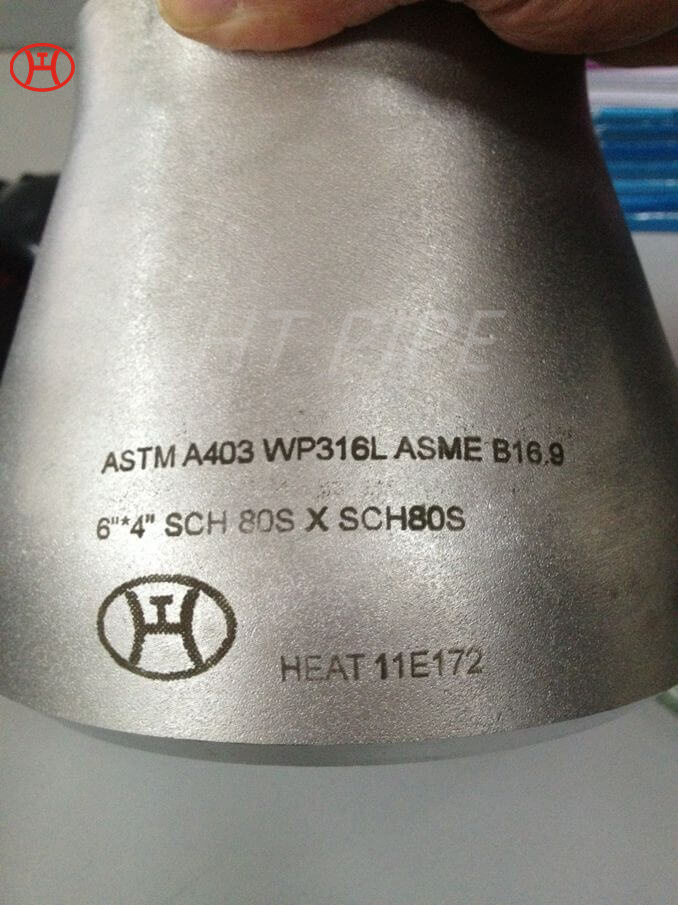 HT PIPE
ASTM A403 WP316L ASME B16.9
6"*4" SCH 80S X SCH80S
HEAT 11E172